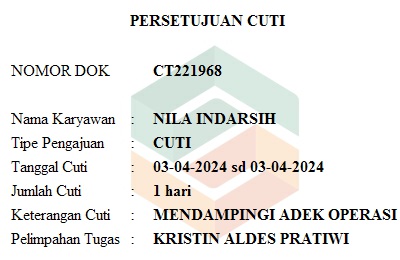 PERSETUJUAN CUTI
NOMOR DOK CT221968
Nama Karyawan : NILA INDARSIH
Tipe Pengajuan : CUTI
Tanggal Cuti : 03-04-2024 sd 03-04-2024
Jumlah Cuti : 1 hari
Keterangan Cuti : MENDAMPINGI ADEK OPERASI
Pelimpahan Tugas : KRISTIN ALDES PRATIWI